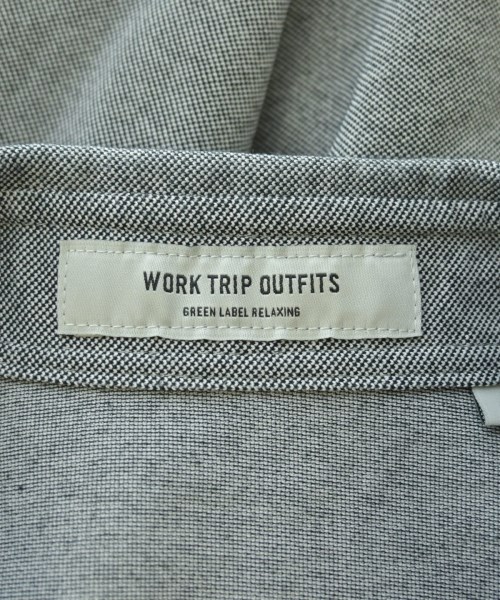 WORK TRIP OUTFITS
GREEN LABEL RELAXING